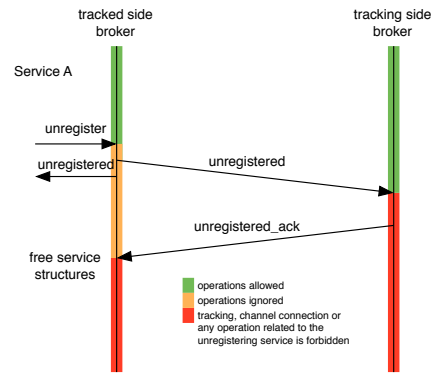 tracked side
broker
tracking side
broker
Service A
unregister
unregistered
unregistered
unregistered_ack
free service
structures
operations allowed
operations ignored
tracking, channel connection or
any operation related to the
unregistering service is forbidden